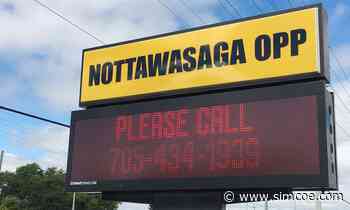 NOTTAWASAGA OPP
PLEASE CALL
705-434-1939
www.simcoe.com